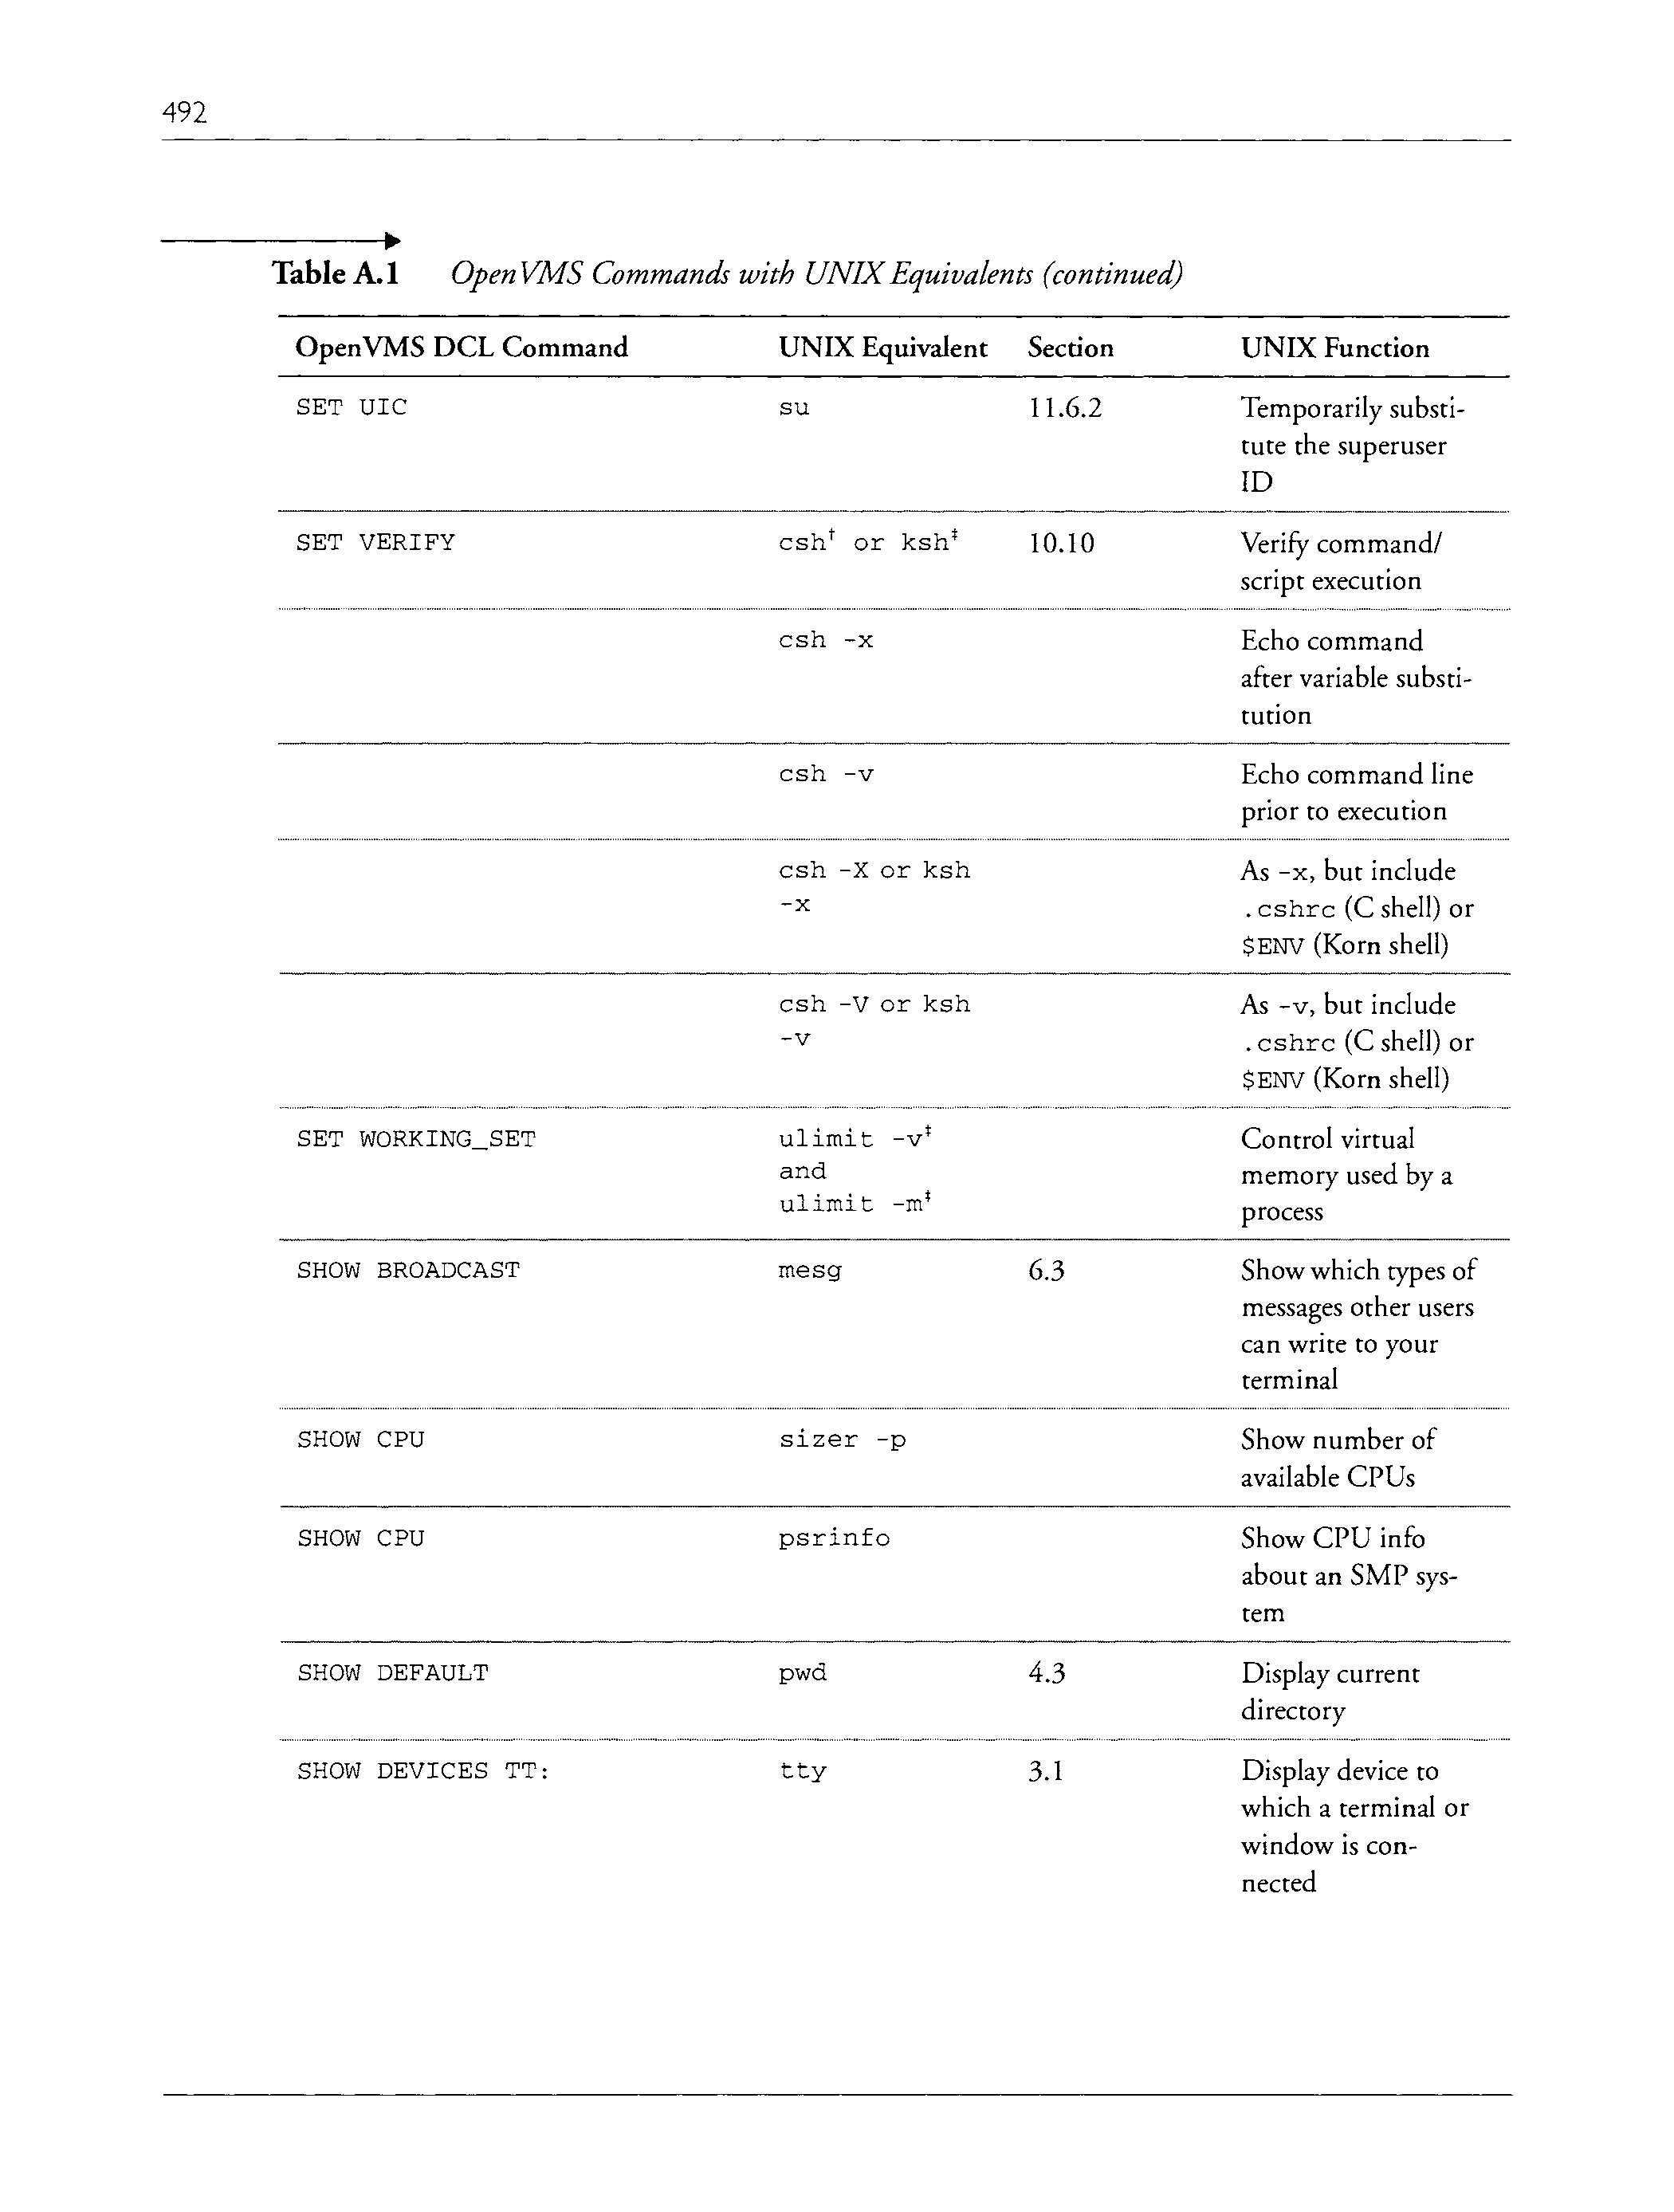 492
Table A.1 OpenVMS Commands with UNIX Equivalents (continued)
OpenVMS DCL Command UNIX Equivalent Section UNIX Function
SET UIC su 11.6.2 Temporarily substi-
tute the superuser
ID
SET VERIFY csh† or ksh‡ 10.10 Verify command/
script execution
csh -x Echo command
after variable substi-
tution
csh -v Echo command line
prior to execution
csh -X or ksh As -x, but include
-x .cshrc (C shell) or
$ENV (Korn shell)
csh -V or ksh As -v, but include
-v .cshrc (C shell) or
$ENV (Korn shell)
SET WORKING_SET ulimit -v‡ Control virtual
and memory used by a
ulimit -m‡ process
SHOW BROADCAST mesg 6.3 Show which types of
messages other users
can write to your
terminal
SHOW CPU sizer -p Show number of
available CPUs
SHOW CPU psrinfo Show CPU info
about an SMP sys-
tem
SHOW DEFAULT pwd 4.3 Display current
directory
SHOW DEVICES TT: tty 3.1 Display device to
which a terminal or
window is con-
nected